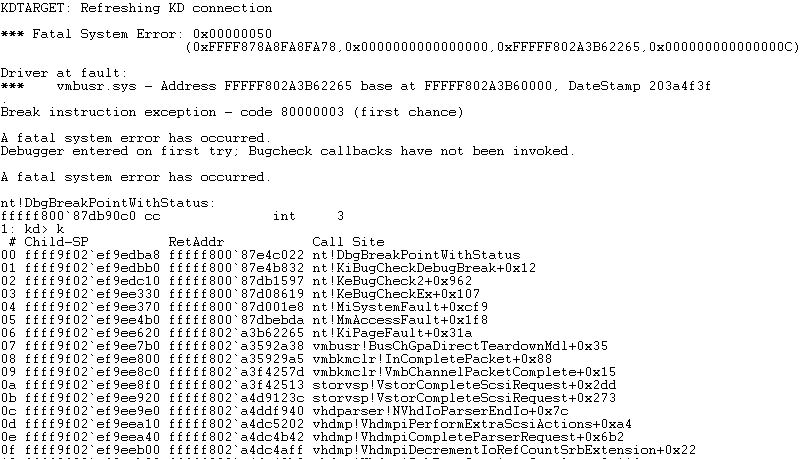 KDTARGET: Refreshing KD connection
*** Fatal System Error: 0x00000050
(0xFFFF878A8FA8FA78,0x0000000000000000,0xFFFFF802A3B62265,0x000000000000000C)
Driver at fault:
*** vmbusr.sys - Address FFFFF802A3B62265 base at FFFFF802A3B60000, DateStamp 203a4f3f
.
Break instruction exception - code 80000003 (first chance)
A fatal system error has occurred.
Debugger entered on first try; Bugcheck callbacks have not been invoked.
A fatal system error has occurred.
nt!DbgBreakPointWithStatus:
fffff800`87db90c0 cc int 3
1: kd> k
# Child-SP RetAddr Call Site
00 ffff9f02`ef9edba8 fffff800`87e4c022 nt!DbgBreakPointWithStatus
01 ffff9f02`ef9edbb0 fffff800`87e4b832 nt!KiBugCheckDebugBreak+0x12
02 ffff9f02`ef9edc10 fffff800`87db1597 nt!KeBugCheck2+0x962
03 ffff9f02`ef9ee330 fffff800`87d08619 nt!KeBugCheckEx+0x107
04 ffff9f02`ef9ee370 fffff800`87d001e8 nt!MiSystemFault+0xcf9
05 ffff9f02`ef9ee4b0 fffff800`87dbebda nt!MmAccessFault+0x1f8
06 ffff9f02`ef9ee620 fffff802`a3b62265 nt!KiPageFault+0x31a
07 ffff9f02`ef9ee7b0 fffff802`a3592a38 vmbusr!BusChGpaDirectTeardownMdl+0x35
08 ffff9f02`ef9ee800 fffff802`a35929a5 vmbkmclr!InCompletePacket+0x88
09 ffff9f02`ef9ee8c0 fffff802`a3f4257d vmbkmclr!VmbChannelPacketComplete+0x15
0a ffff9f02`ef9ee8f0 fffff802`a3f42513 storvsp!VstorCompleteScsiRequest+0x2dd
0b ffff9f02`ef9ee920 fffff802`a4d9123c storvsp!VstorCompleteScsiRequest+0x273
0c ffff9f02`ef9ee9e0 fffff802`a4ddf940 vhdparser!NVhdIoParserEndIo+0x7c
0d ffff9f02`ef9eea10 fffff802`a4dc5202 vhdmp!VhdmpiPerformExtraScsiActions+0xa4
0e ffff9f02`ef9eea40 fffff802`a4dc4b42 vhdmp!VhdmpiCompleteParserRequest+0x6b2
0f ffff9f02`ef9eeb00 fffff802`a4dc4aff vhdmp!VhdmpiDecrementIoRefCountSrbExtension+0x22